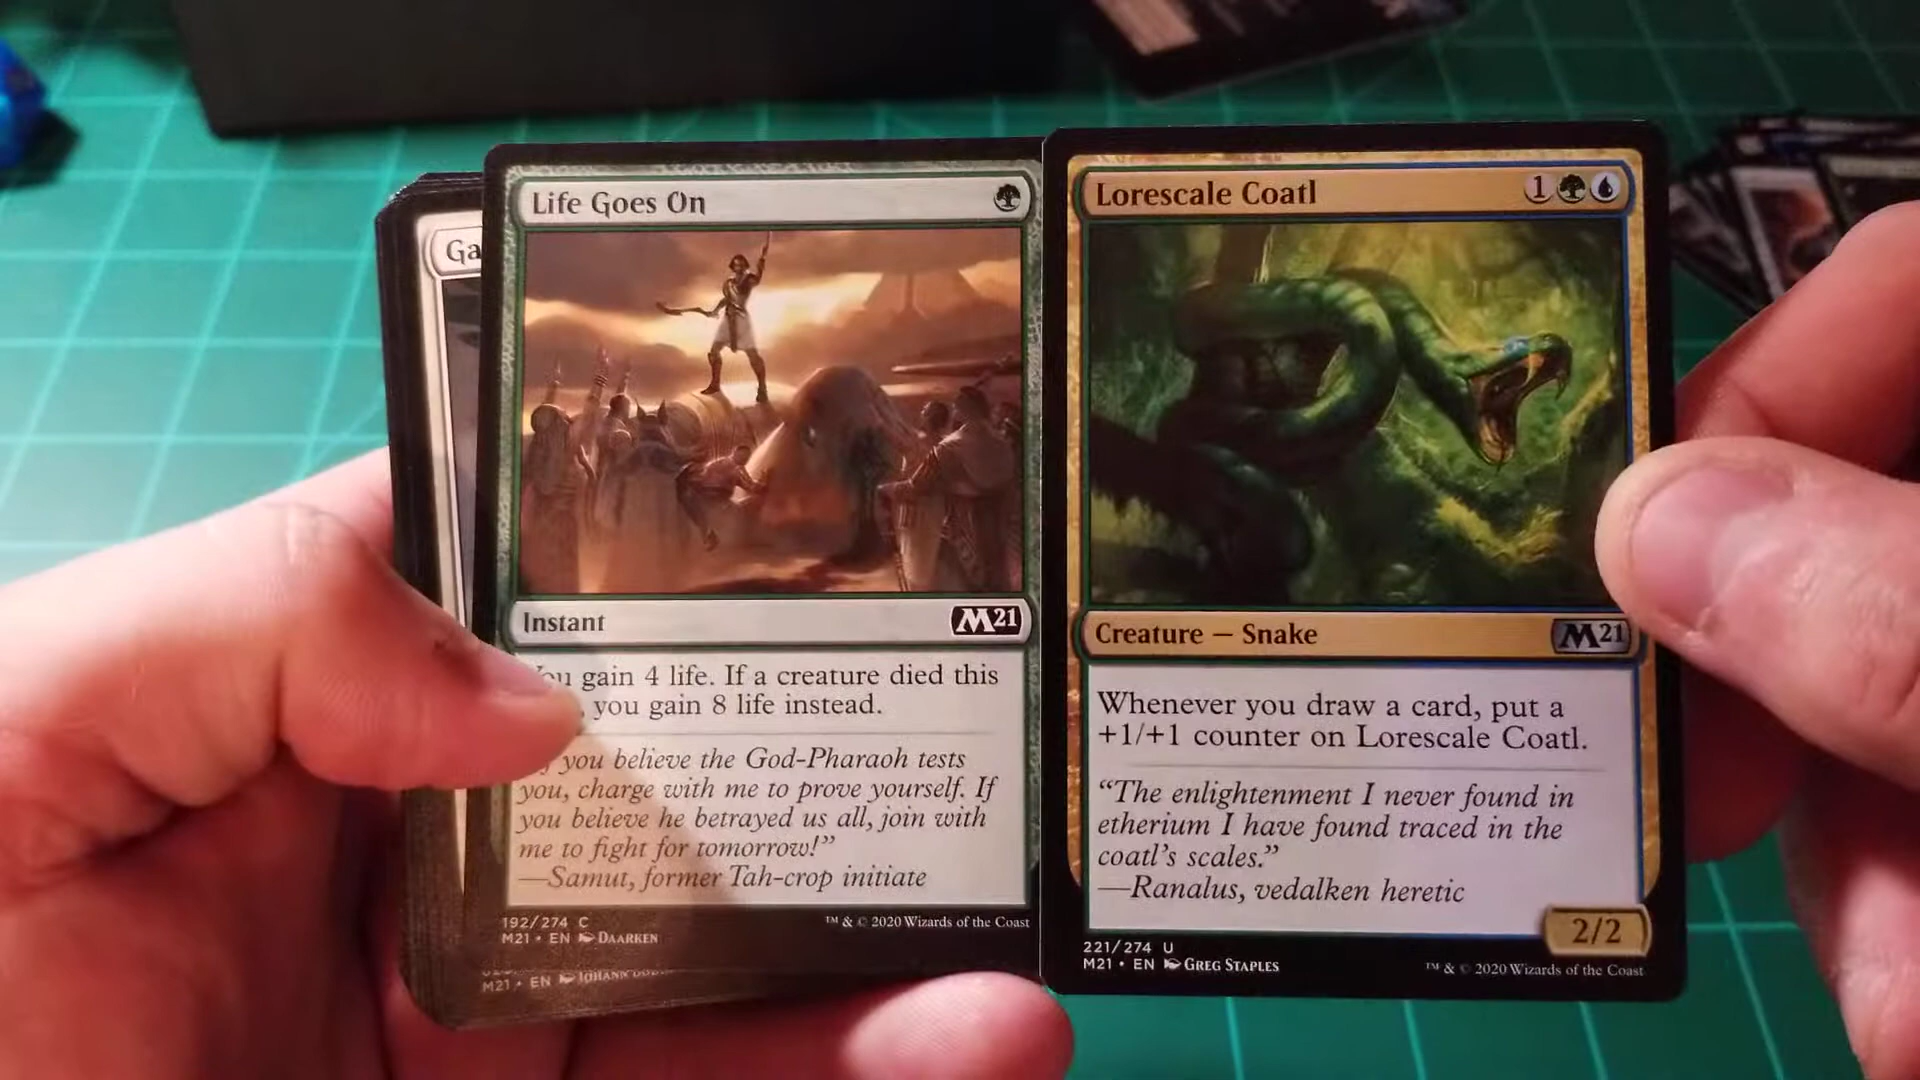 Ga
Life Goes On
Instant
M21
You gain 4 life. If a creature died this
you gain 8 life instead.
you believe the God-Pharaoh tests
you, charge with me to prove yourself. If
you believe he betrayed us all, join with
me to fight for tomorrow!”
—Samut, former Tah-crop initiate
192/274 C
M21 • EN DAARKEN
™ & © 2020 Wizards of the Coast
M21 • EN JOHANN
Lorescale Coatl
1
Creature — Snake
M21
Whenever you draw a card, put a
+1/+1 counter on Lorescale Coatl.
“The enlightenment I never found in
etherium I have found traced in the
coatl’s scales.”
—Ranalus, vedalken heretic
2/2
221/274 U
M21 • EN GREG STAPLES
™ & © 2020 Wizards of the Coast